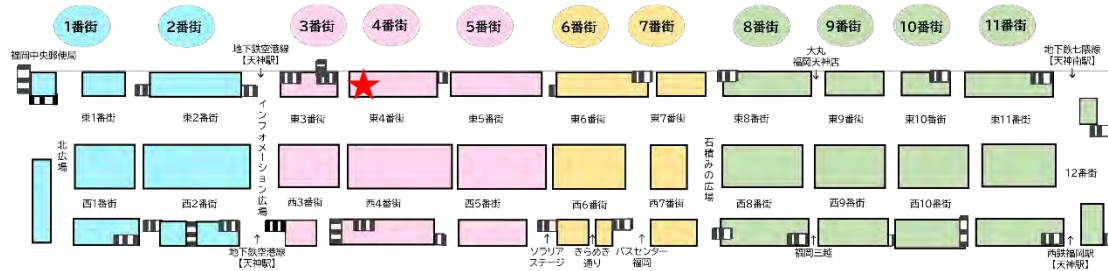 1番街
2番街
3番街
4番街
5番街
6番街
7番街
8番街
9番街
10番街
11番街
福岡中央郵便局
地下鉄空港線
【天神駅】
大丸
福岡天神店
地下鉄七隈線
【天神南駅】
東1番街
東2番街
東3番街
東4番街
東5番街
東6番街
東7番街
東8番街
東9番街
東10番街
東11番街
北広場
インフォメーション広場
石積みの広場
12番街
西1番街
西2番街
西3番街
西4番街
西5番街
西6番街
西7番街
西8番街
西9番街
西10番街
地下鉄空港線
【天神駅】
ソラリア
ステージ
きらめき
通り
バスセンター
福岡
福岡三越
西鉄福岡駅
【天神駅】